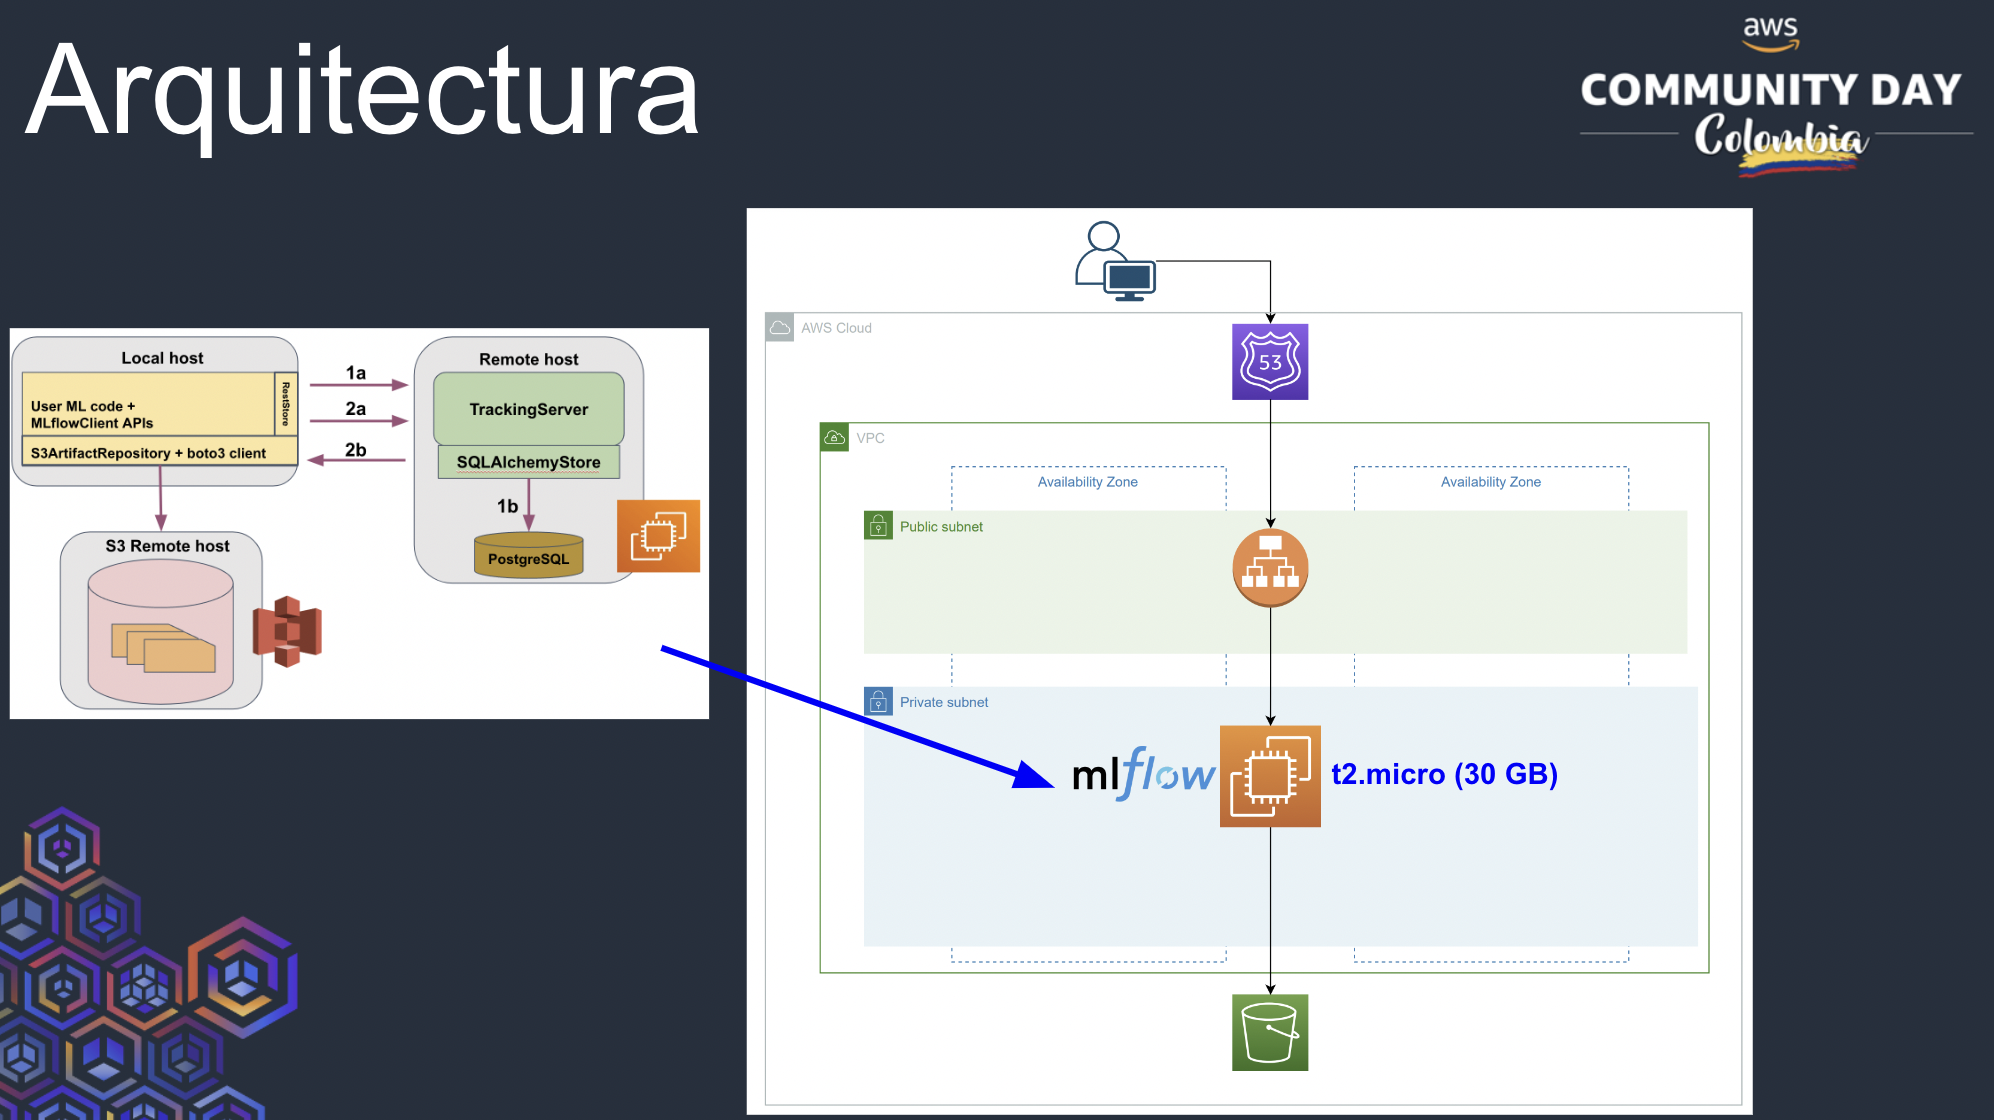 Arquitectura
aws
COMMUNITY DAY
Colombia
Local host
User ML code +
MLflowClient APIs
RestStore
S3ArtifactRepository + boto3 client
1a
2a
2b
Remote host
TrackingServer
SQLAlchemyStore
1b
PostgreSQL
S3 Remote host
AWS Cloud
53
VPC
Availability Zone
Availability Zone
Public subnet
Private subnet
mlflow
t2.micro (30 GB)